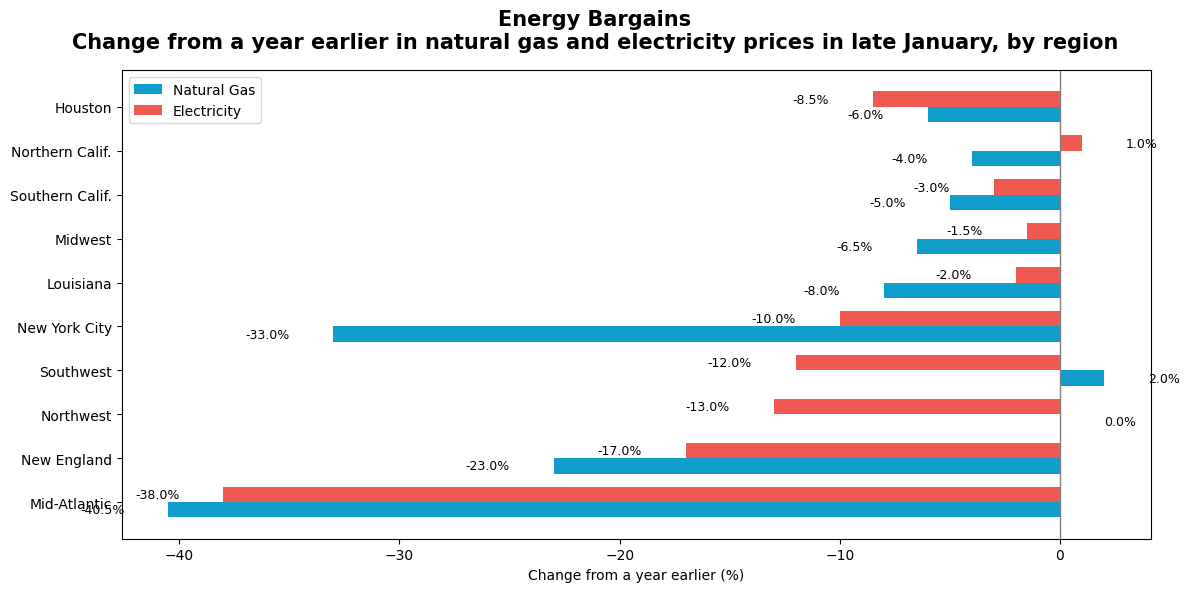 Energy Bargains
Change from a year earlier in natural gas and electricity prices in late January, by region
Natural Gas
Electricity
Houston
-8.5%
-6.0%
Northern Calif.
1.0%
-4.0%
Southern Calif.
-3.0%
-5.0%
Midwest
-1.5%
-6.5%
Louisiana
-2.0%
-8.0%
New York City
-10.0%
-33.0%
Southwest
-12.0%
2.0%
Northwest
-13.0%
0.0%
New England
-17.0%
-23.0%
Mid-Atlantic
-38.0%
-40.5%
−40 −30 −20 −10 0
Change from a year earlier (%)